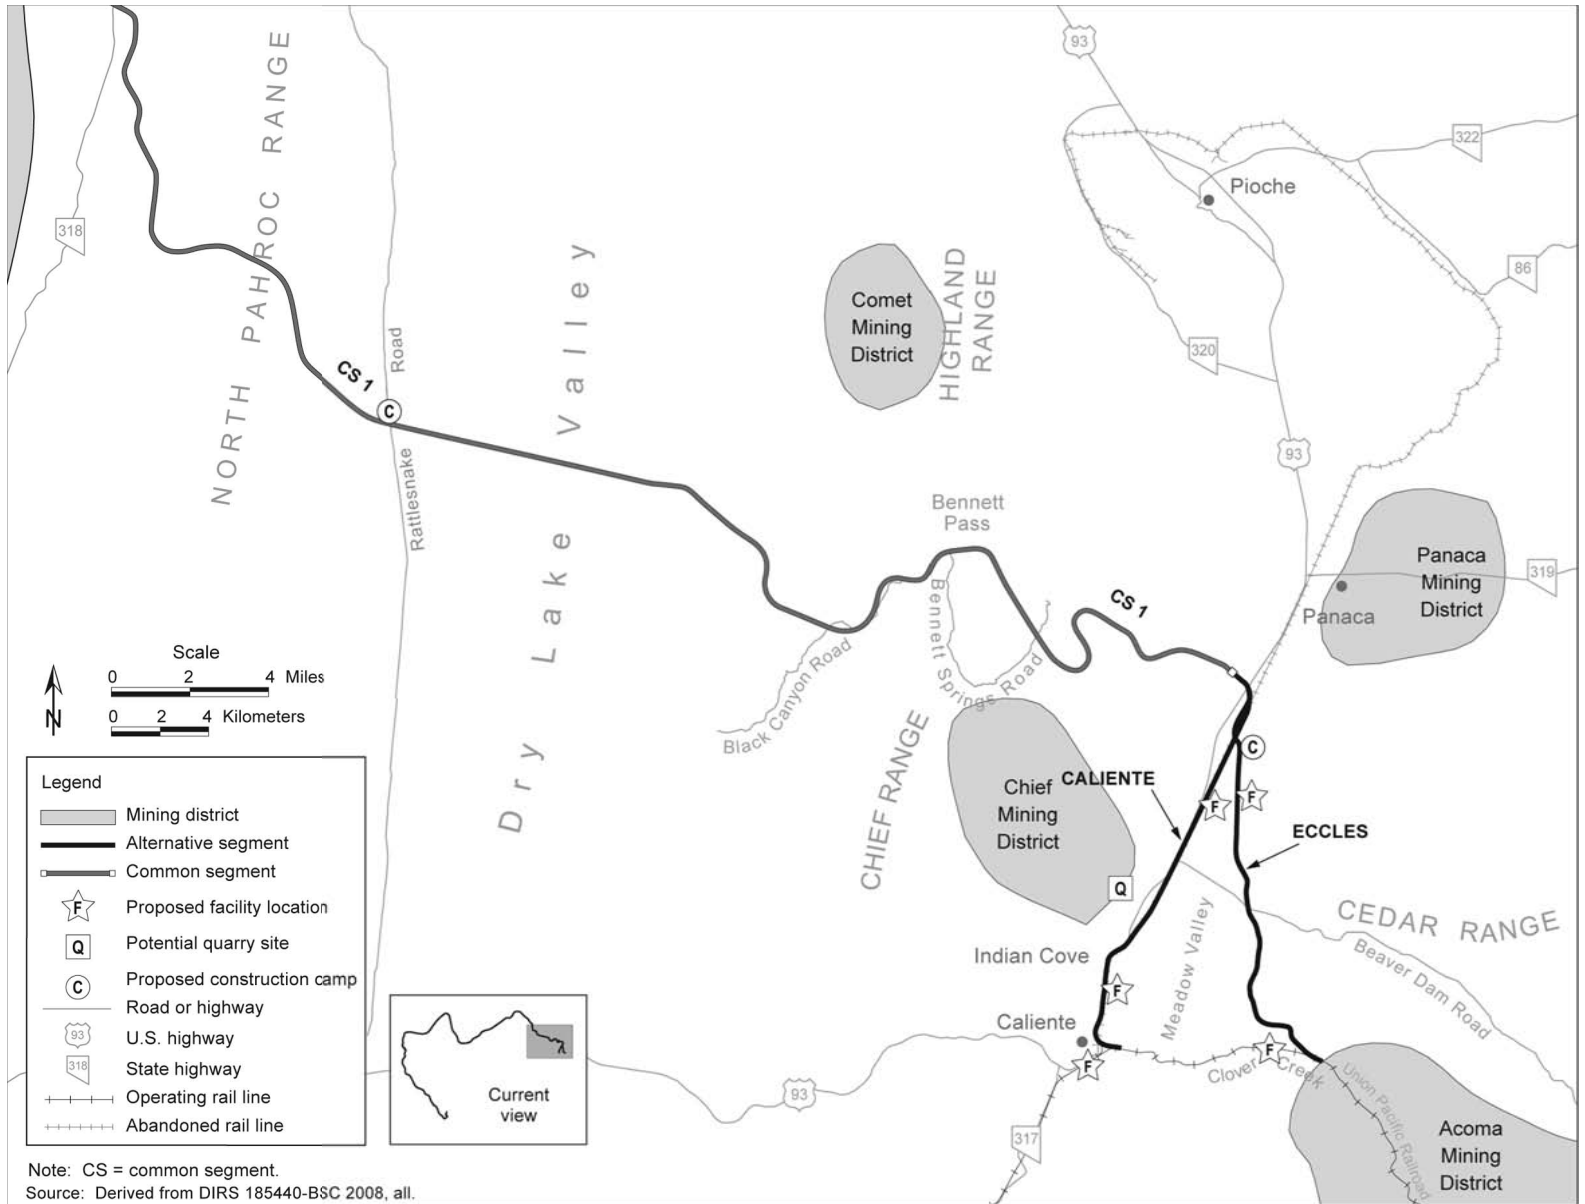 93
322
Pioche
NORTH PAHROC RANGE
318
86
Comet
Mining
District
HIGHLAND
RANGE
320
Dry Lake Valley
CS 1
Road
C
Rattlesnake
93
Bennett
Pass
Panaca
Mining
District
319
Panaca
CS 1
Bennett Springs Road
Black Canyon Road
Scale
0 2 4 Miles
0 2 4 Kilometers
N
CHIEF RANGE
C
Chief
Mining
District
CALIENTE
F
F
ECCLES
Q
CEDAR RANGE
Beaver Dam Road
Meadow Valley
Indian Cove
F
Caliente
F
F
Clover Creek
Union Pacific Railroad
93
317
Acoma
Mining
District
Legend
Mining district
Alternative segment
Common segment
F Proposed facility location
Q Potential quarry site
C Proposed construction camp
Road or highway
93 U.S. highway
318 State highway
Operating rail line
Abandoned rail line
Current
view
Note: CS = common segment.
Source: Derived from DIRS 185440-BSC 2008, all.